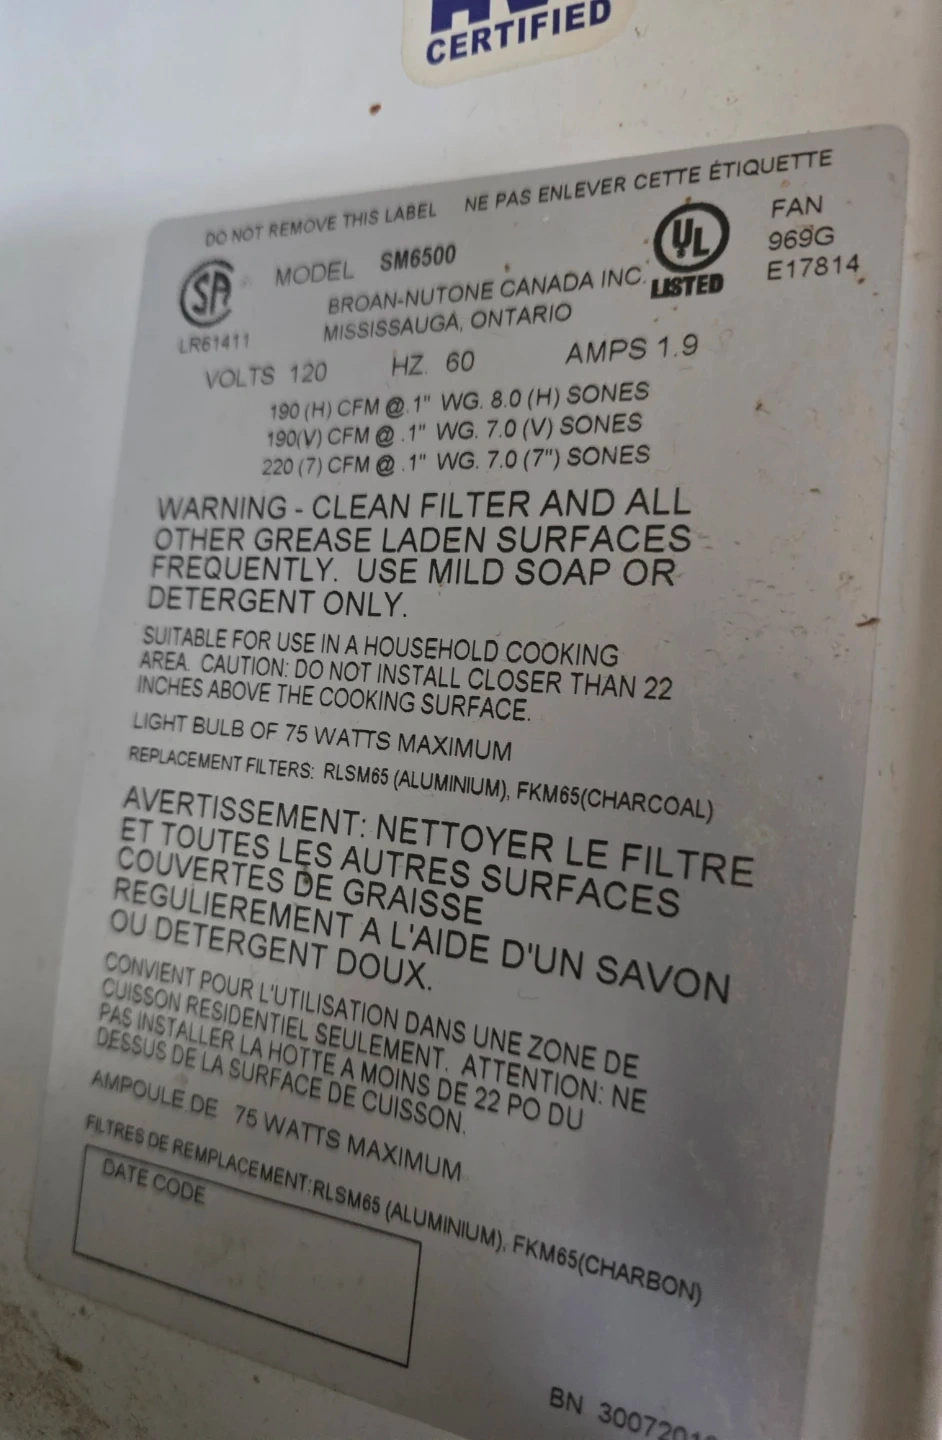 CERTIFIED
DO NOT REMOVE THIS LABEL NE PAS ENLEVER CETTE ÉTIQUETTE
MODEL SM6500
BROAN-NUTONE CANADA INC.
MISSISSAUGA, ONTARIO
LR61411
UL
LISTED
FAN
969G
E17814
VOLTS 120 HZ. 60 AMPS 1.9
190 (H) CFM @ .1" WG. 8.0 (H) SONES
190(V) CFM @ .1" WG. 7.0 (V) SONES
220 (7) CFM @ .1" WG. 7.0 (7") SONES
WARNING - CLEAN FILTER AND ALL
OTHER GREASE LADEN SURFACES
FREQUENTLY. USE MILD SOAP OR
DETERGENT ONLY.
SUITABLE FOR USE IN A HOUSEHOLD COOKING
AREA. CAUTION: DO NOT INSTALL CLOSER THAN 22
INCHES ABOVE THE COOKING SURFACE.
LIGHT BULB OF 75 WATTS MAXIMUM
REPLACEMENT FILTERS: RLSM65 (ALUMINIUM), FKM65(CHARCOAL)
AVERTISSEMENT: NETTOYER LE FILTRE
ET TOUTES LES AUTRES SURFACES
COUVERTES DE GRAISSE
REGULIEREMENT A L'AIDE D'UN SAVON
OU DETERGENT DOUX.
CONVIENT POUR L'UTILISATION DANS UNE ZONE DE
CUISSON RESIDENTIEL SEULEMENT. ATTENTION: NE
PAS INSTALLER LA HOTTE A MOINS DE 22 PO DU
DESSUS DE LA SURFACE DE CUISSON.
AMPOULE DE 75 WATTS MAXIMUM
FILTRES DE REMPLACEMENT:RLSM65 (ALUMINIUM), FKM65(CHARBON)
DATE CODE
BN